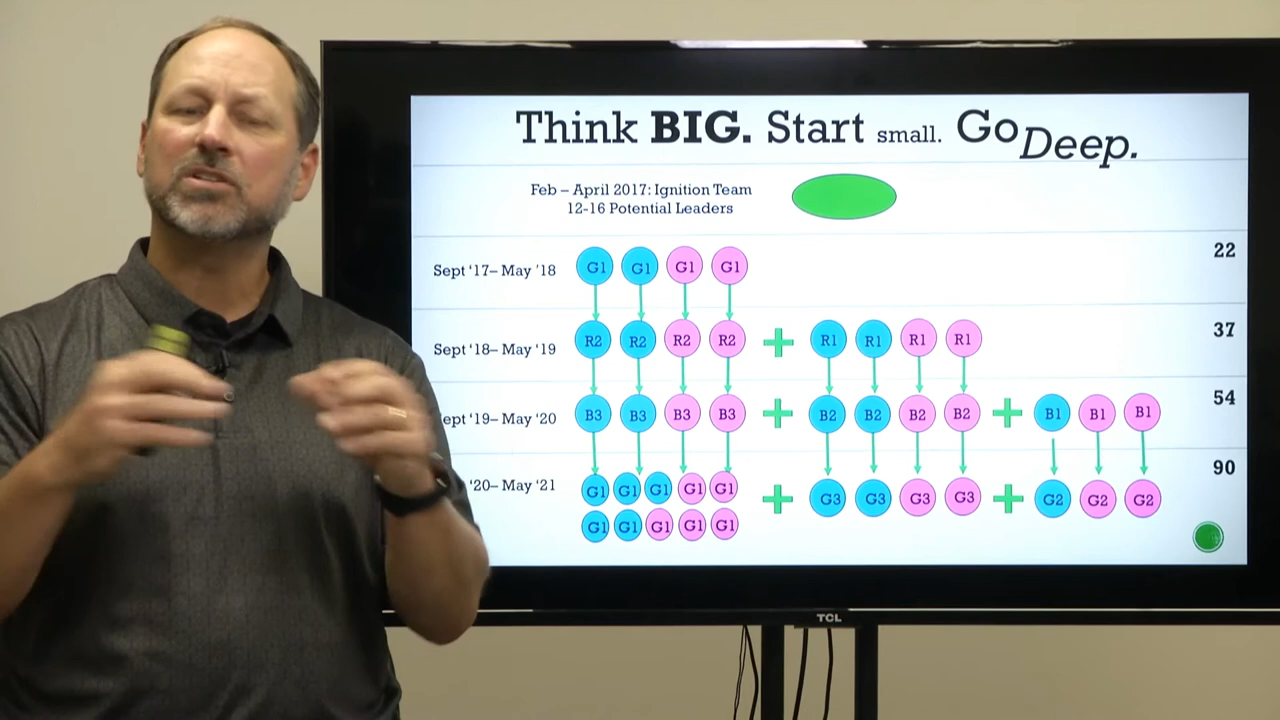 Think BIG. Start small. Go Deep.
Feb – April 2017: Ignition Team
12-16 Potential Leaders
Sept ‘17– May ’18 G1 G1 G1 G1 22
Sept ‘18– May ‘19 R2 R2 R2 R2 + R1 R1 R1 R1 37
ept ‘19– May ‘20 B3 B3 B3 B3 + B2 B2 B2 B2 + B1 B1 B1 54
‘20– May ‘21 G1 G1 G1 G1 G1 + G3 G3 G3 G3 + G2 G2 G2 90
G1 G1 G1 G1 G1
TCL